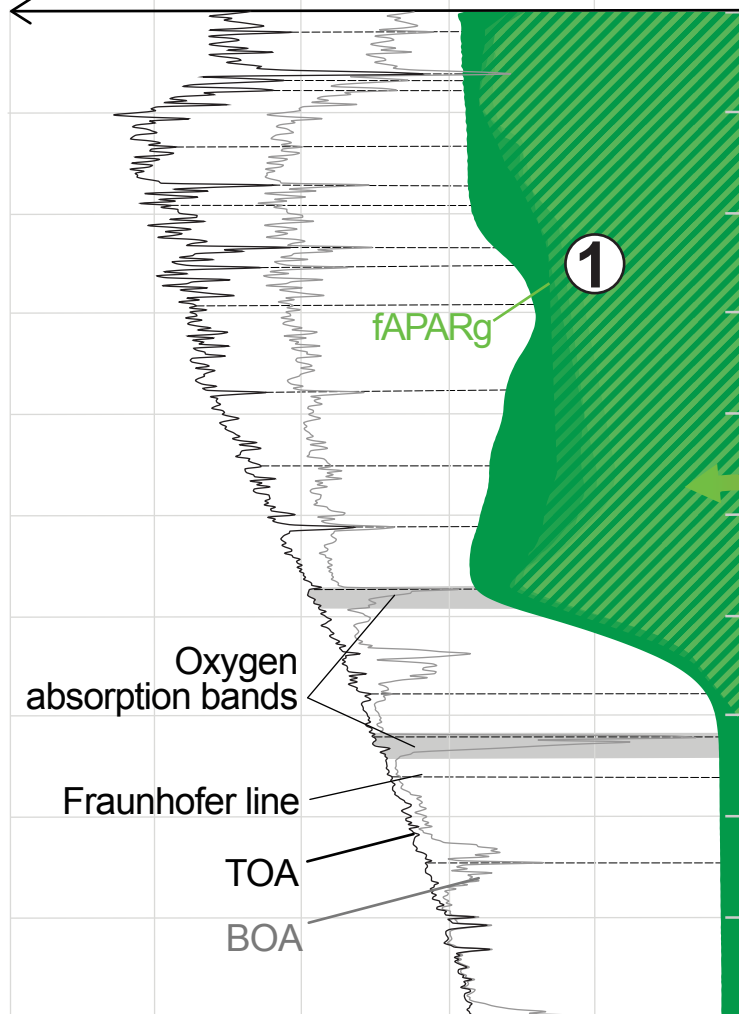 1
fAPARg
Oxygen
absorption bands
Fraunhofer line
TOA
BOA